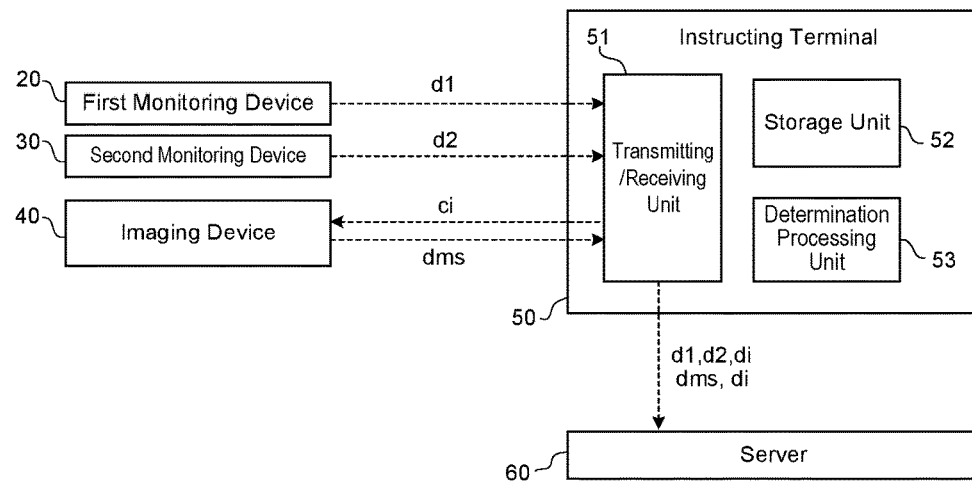 51
Instructing Terminal
20
First Monitoring Device
d1
30
Second Monitoring Device
d2
Transmitting
/Receiving
Unit
Storage Unit
52
40
Imaging Device
ci
dms
Determination
Processing
Unit
53
50
d1,d2,di
dms, di
60
Server